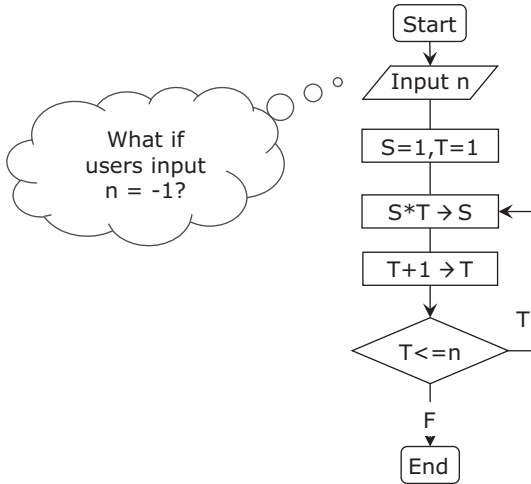 Start
Input n
What if
users input
n = -1?
S=1,T=1
S*T → S
T+1 → T
T
T<=n
F
End